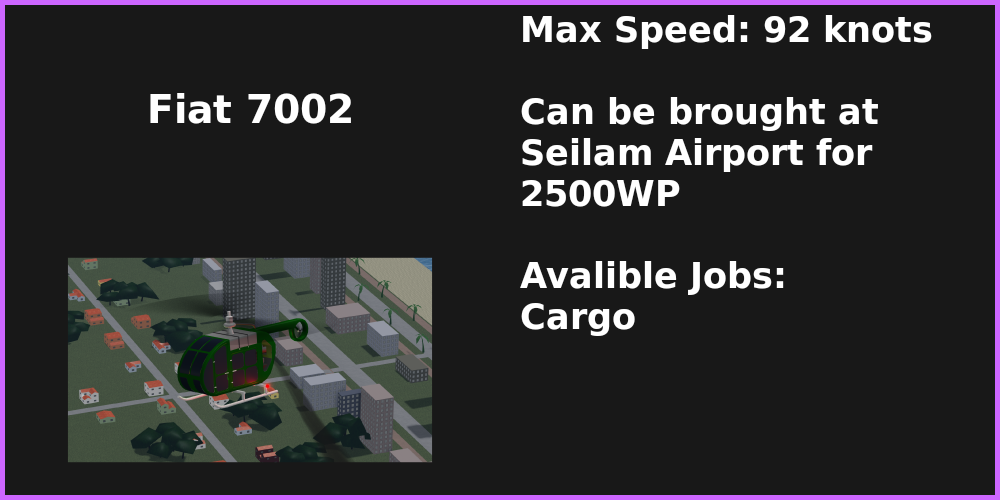 Fiat 7002
Max Speed: 92 knots
Can be brought at
Seilam Airport for
2500WP
Avalible Jobs:
Cargo